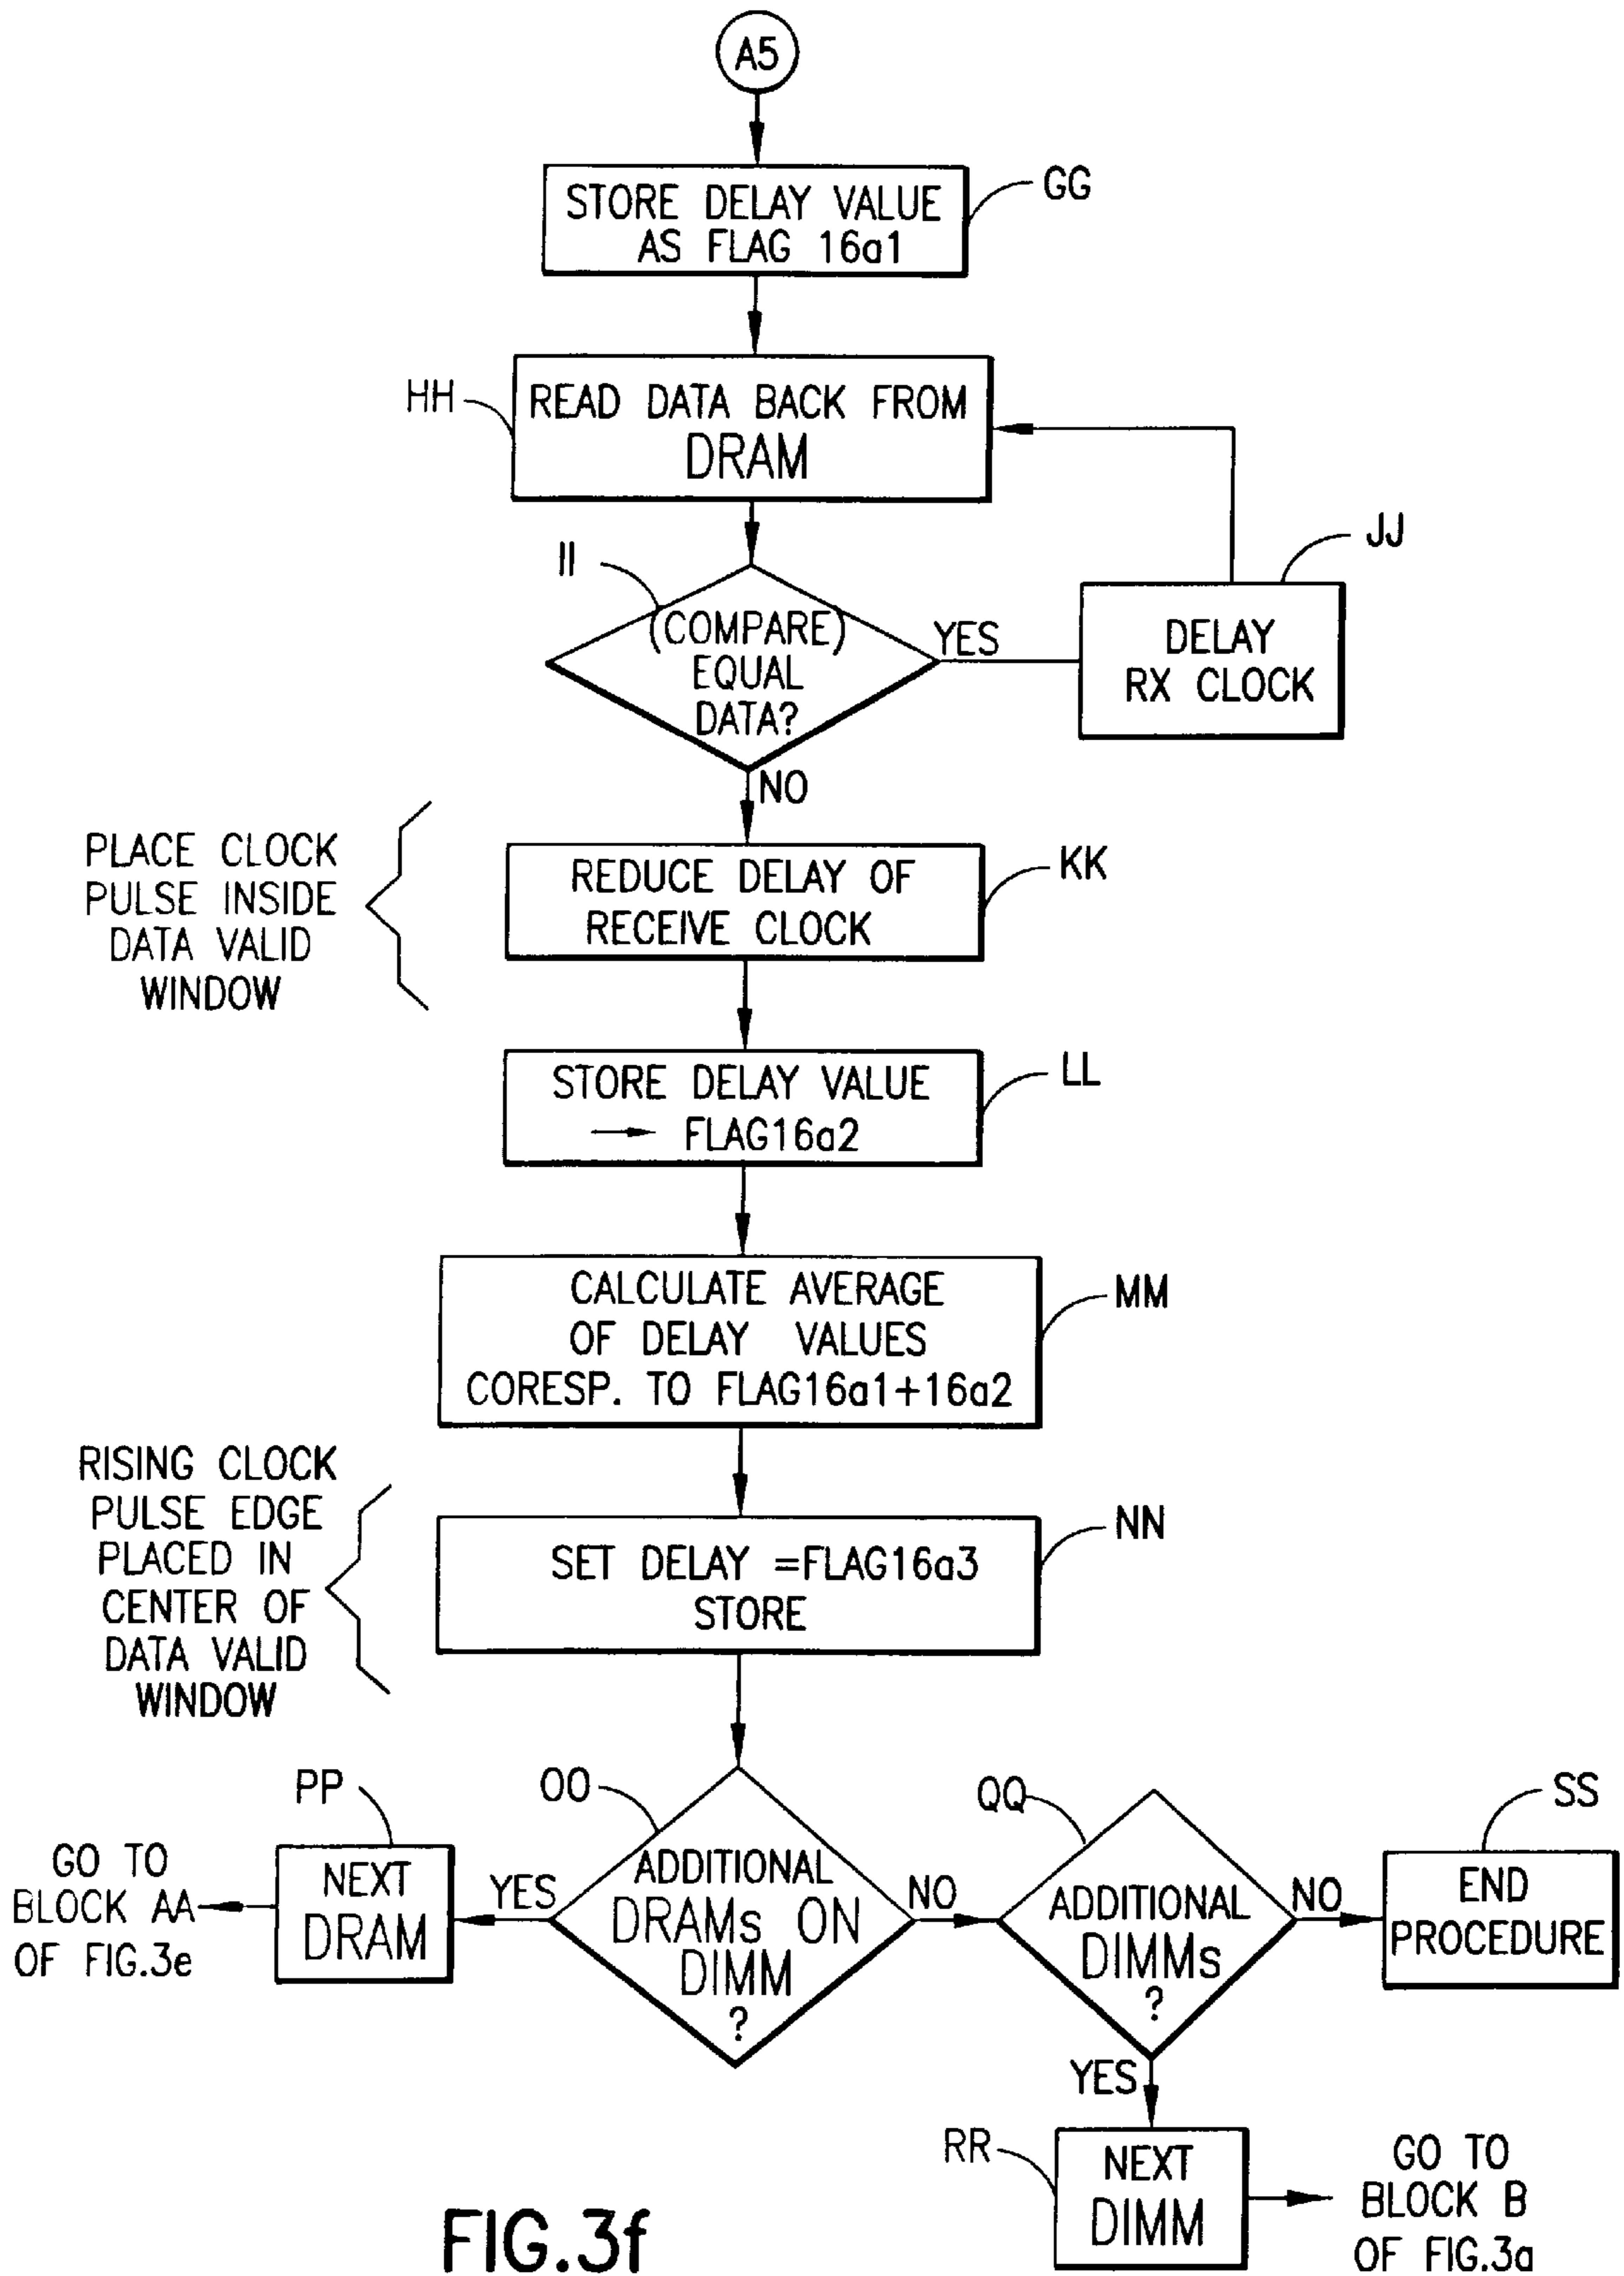 A5
STORE DELAY VALUE
AS FLAG 16a1
GG
HH
READ DATA BACK FROM
DRAM
II
(COMPARE)
EQUAL
DATA?
YES
JJ
DELAY
RX CLOCK
NO
PLACE CLOCK
PULSE INSIDE
DATA VALID
WINDOW
REDUCE DELAY OF
RECEIVE CLOCK
KK
STORE DELAY VALUE
→ FLAG16a2
LL
CALCULATE AVERAGE
OF DELAY VALUES
CORESP. TO FLAG16a1+16a2
MM
RISING CLOCK
PULSE EDGE
PLACED IN
CENTER OF
DATA VALID
WINDOW
SET DELAY =FLAG16a3
STORE
NN
GO TO
BLOCK AA
OF FIG.3e
PP
NEXT
DRAM
YES
OO
ADDITIONAL
DRAMs ON
DIMM
?
NO
QQ
ADDITIONAL
DIMMs
?
NO
SS
END
PROCEDURE
YES
RR
NEXT
DIMM
GO TO
BLOCK B
OF FIG.3a
FIG.3f